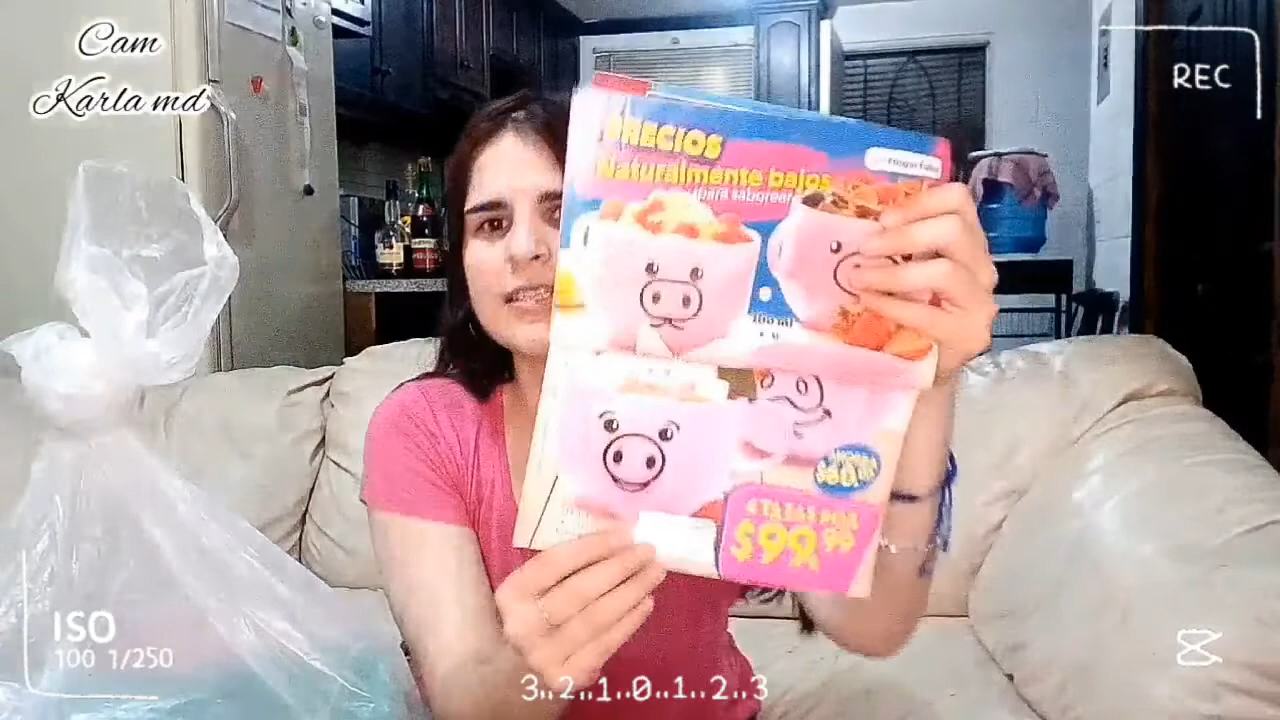 Cam
Karla md
REC
PRECIOS
Naturalmente bajos
para saborear
4 TAZAS POR
$99.99
ISO
100 1/250
3..2..1..0..1..2..3